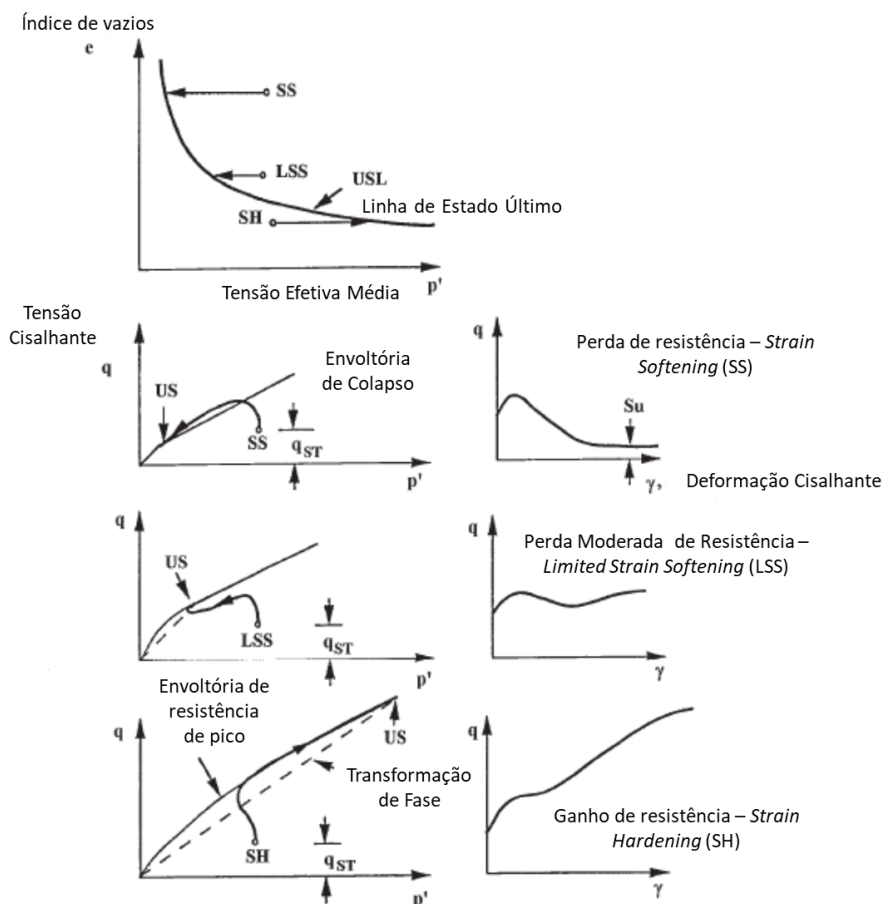 Índice de vazios
e
SS
LSS
USL
Linha de Estado Último
SH
Tensão Efetiva Média
p'
Tensão
Cisalhante
q
Envoltória
de Colapso
US
SS
q_ST
p'
q
Perda de resistência – Strain
Softening (SS)
Su
γ,
Deformação Cisalhante
q
US
LSS
q_ST
p'
q
Perda Moderada de Resistência –
Limited Strain Softening (LSS)
γ
Envoltória de
resistência
de pico
q
US
Transformação
de Fase
SH
q_ST
p'
q
Ganho de resistência – Strain
Hardening (SH)
γ